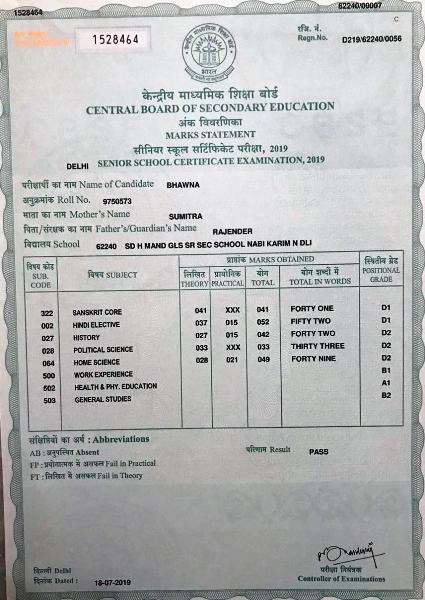 1528464
62240/00007
1528464
रजि. नं.
Regn.No. D219/62240/0056
भारत
केन्द्रीय माध्यमिक शिक्षा बोर्ड
CENTRAL BOARD OF SECONDARY EDUCATION
अंक विवरणिका
MARKS STATEMENT
सीनियर स्कूल सर्टिफिकेट परीक्षा, 2019
DELHI SENIOR SCHOOL CERTIFICATE EXAMINATION, 2019
परीक्षार्थी का नाम Name of Candidate BHAWNA
अनुक्रमांक Roll No. 9750573
माता का नाम Mother's Name SUMITRA
पिता/संरक्षक का नाम Father's/Guardian's Name RAJENDER
विद्यालय School 62240 SD H MAND GLS SR SEC SCHOOL NABI KARIM N DLI
प्राप्तांक MARKS OBTAINED
विषय कोड SUB. CODE विषय SUBJECT लिखित THEORY प्रायोगिक PRACTICAL योग TOTAL योग शब्दों में TOTAL IN WORDS स्थितीय ग्रेड POSITIONAL GRADE
322 SANSKRIT CORE 041 XXX 041 FORTY ONE D1
002 HINDI ELECTIVE 037 015 052 FIFTY TWO D1
027 HISTORY 027 015 042 FORTY TWO D2
028 POLITICAL SCIENCE 033 XXX 033 THIRTY THREE D2
064 HOME SCIENCE 028 021 049 FORTY NINE D2
500 WORK EXPERIENCE B1
502 HEALTH & PHY. EDUCATION A1
503 GENERAL STUDIES B2
संक्षिप्तियों का अर्थ : Abbreviations
AB : अनुपस्थित Absent परिणाम Result PASS
FP : प्रयोगात्मक में असफल Fail in Practical
FT : लिखित में असफल Fail in Theory
दिल्ली Delhi
दिनांक Dated : 18-07-2019
परीक्षा नियंत्रक
Controller of Examinations